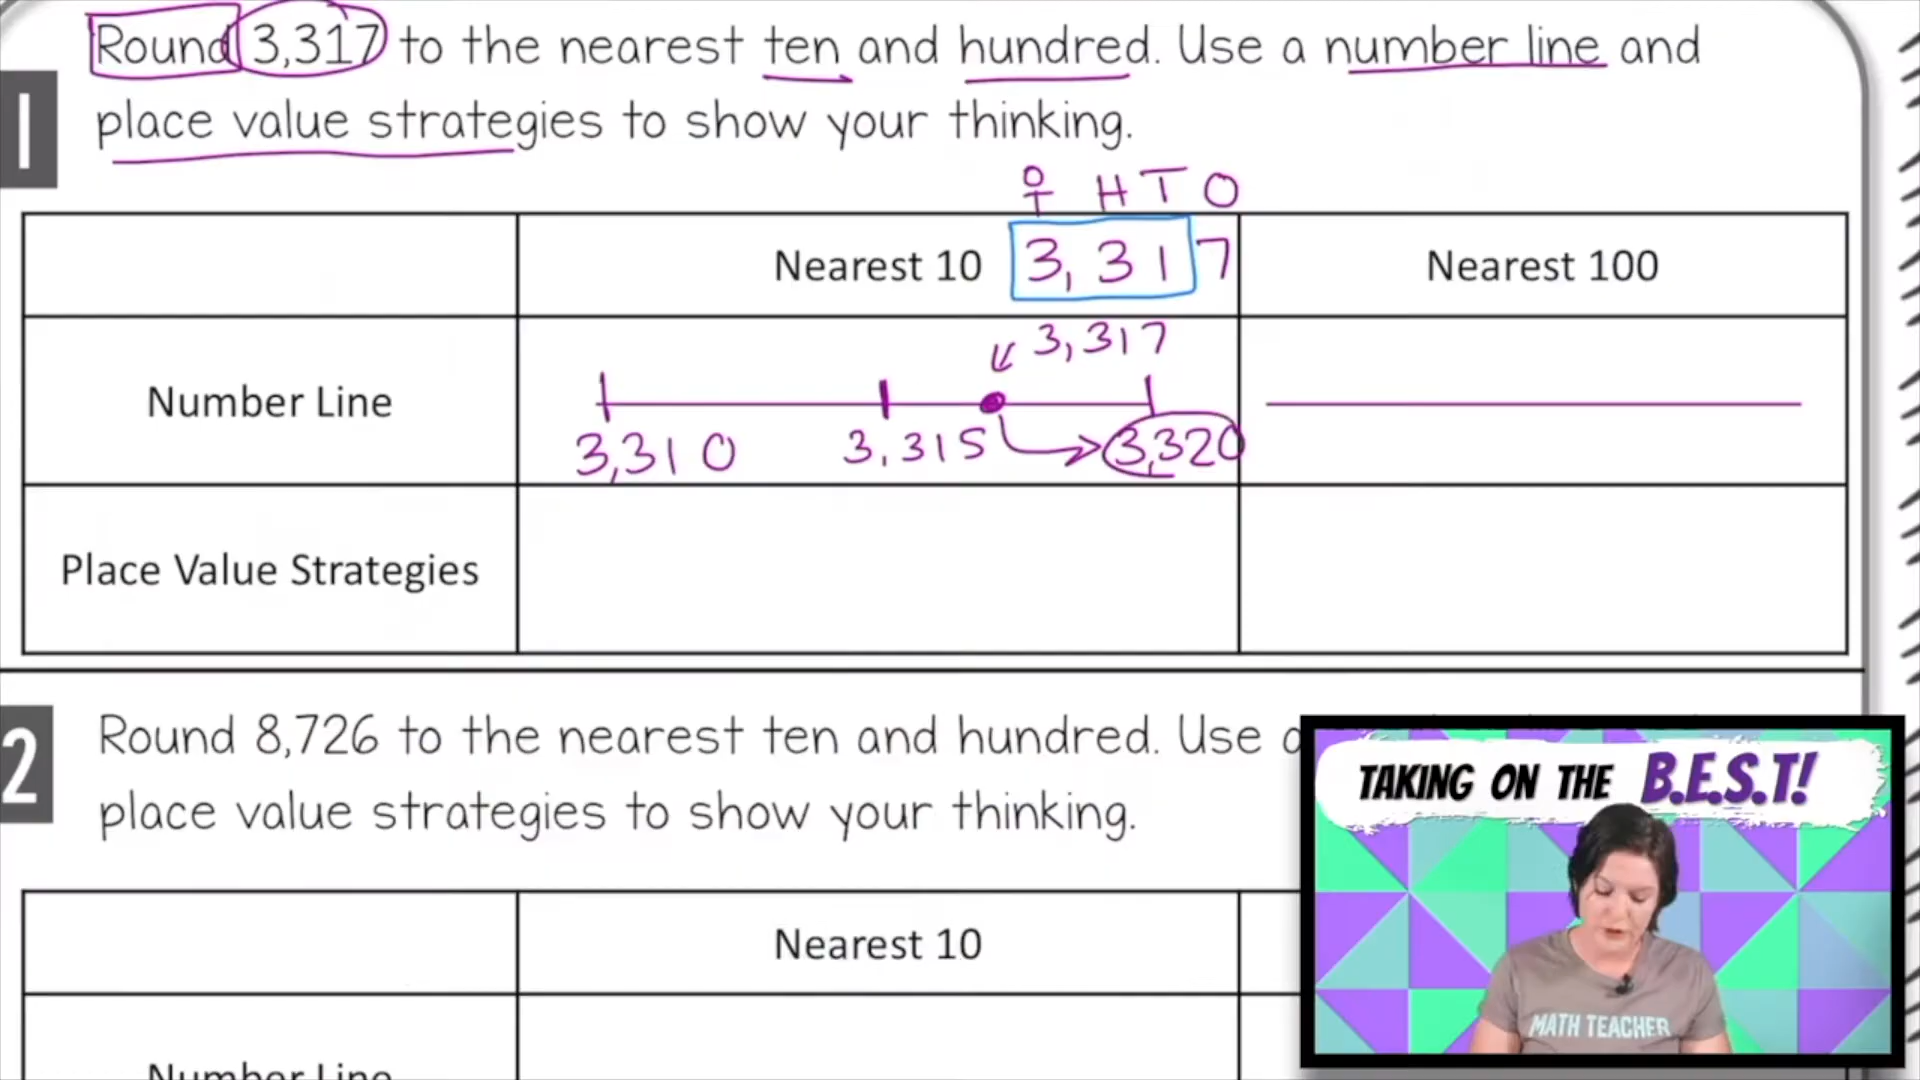 Round 3,317 to the nearest ten and hundred. Use a number line and
1
place value strategies to show your thinking.
O H T O
T
Nearest 10 3,317 Nearest 100
3,317
Number Line
3,310 3,315 3,320
Place Value Strategies
2
Round 8,726 to the nearest ten and hundred. Use a
place value strategies to show your thinking.
TAKING ON THE B.E.S.T!
Nearest 10
MATH TEACHER
Number Line